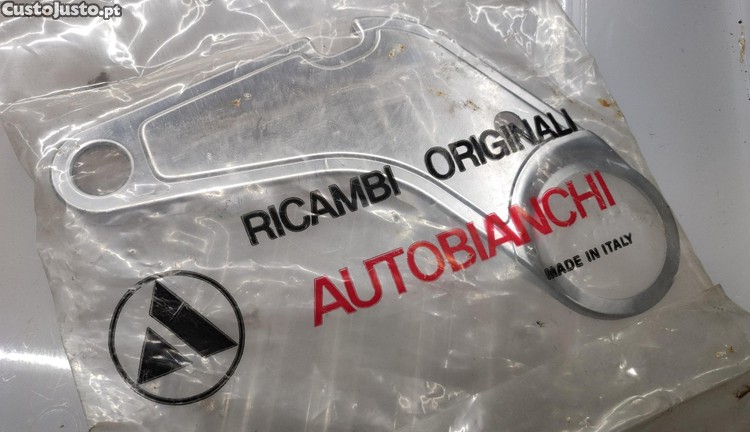 CustoJusto.pt
RICAMBI ORIGINALI
AUTOBIANCHI
MADE IN ITALY